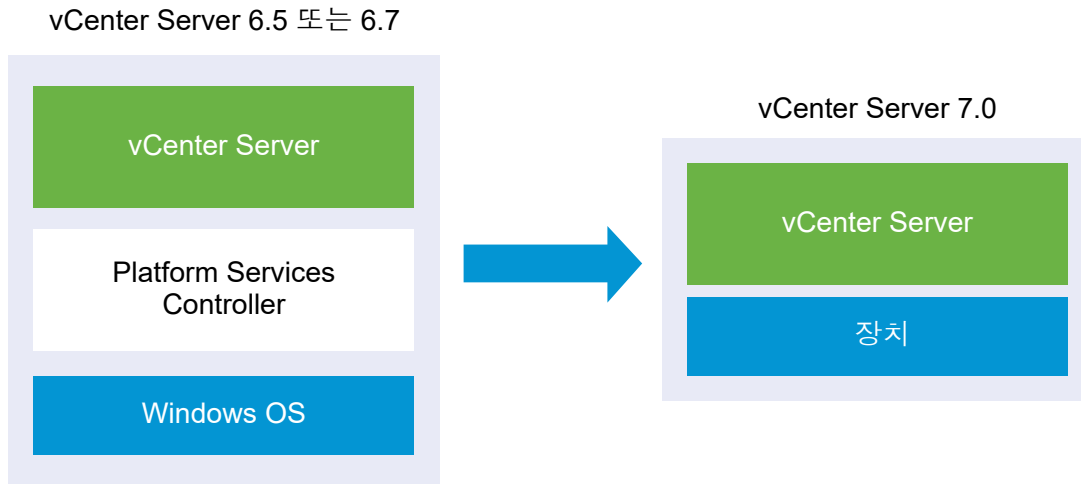 vCenter Server 6.5 또는 6.7
vCenter Server
Platform Services
Controller
Windows OS
vCenter Server 7.0
vCenter Server
장치